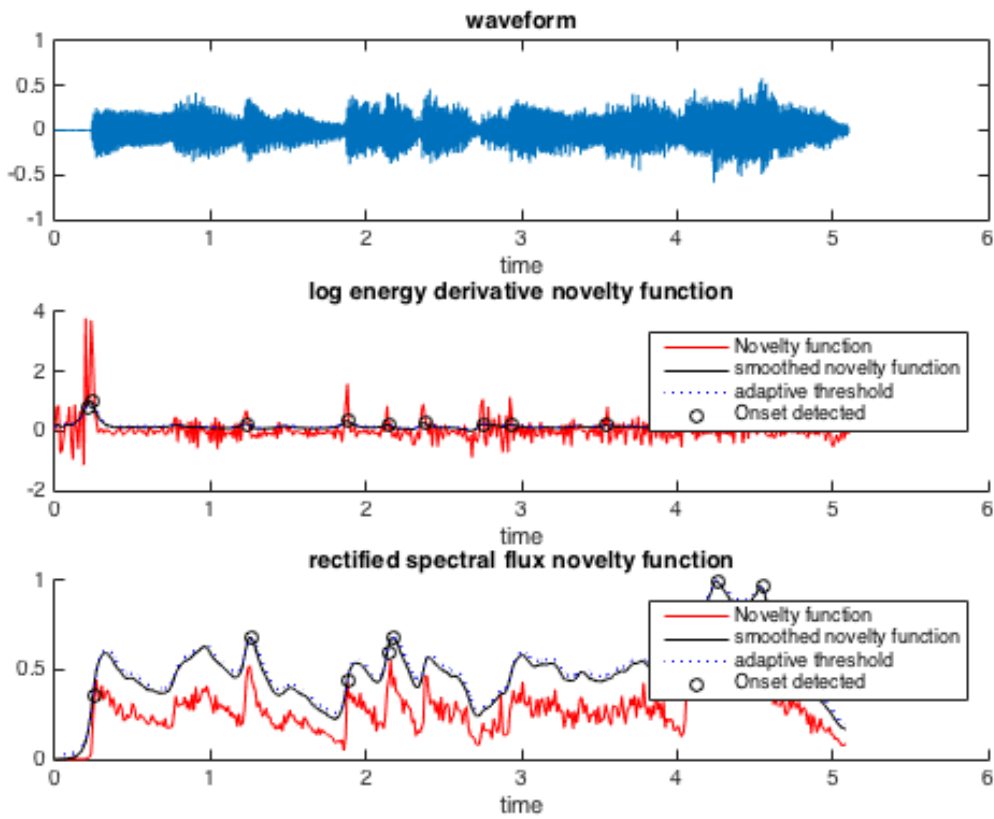 waveform
1
0.5
0
-0.5
-1
0 1 2 3 4 5 6
time
log energy derivative novelty function
4
2
0
-2
Novelty function
smoothed novelty function
adaptive threshold
Onset detected
0 1 2 3 4 5 6
time
rectified spectral flux novelty function
1
0.5
0
Novelty function
smoothed novelty function
adaptive threshold
Onset detected
0 1 2 3 4 5 6
time